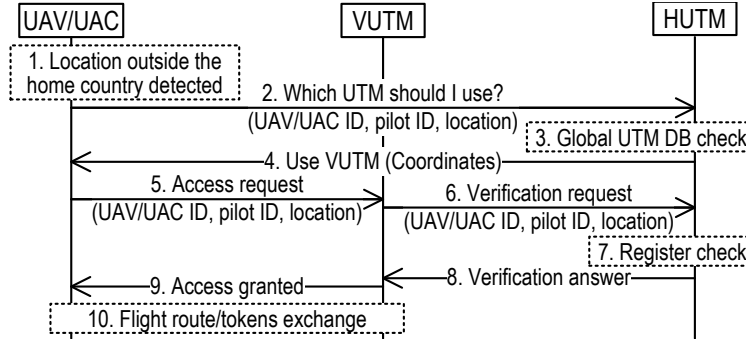 UAV/UAC
VUTM
HUTM
1. Location outside the
home country detected
2. Which UTM should I use?
(UAV/UAC ID, pilot ID, location)
3. Global UTM DB check
4. Use VUTM (Coordinates)
5. Access request
(UAV/UAC ID, pilot ID, location)
6. Verification request
(UAV/UAC ID, pilot ID, location)
7. Register check
8. Verification answer
9. Access granted
10. Flight route/tokens exchange